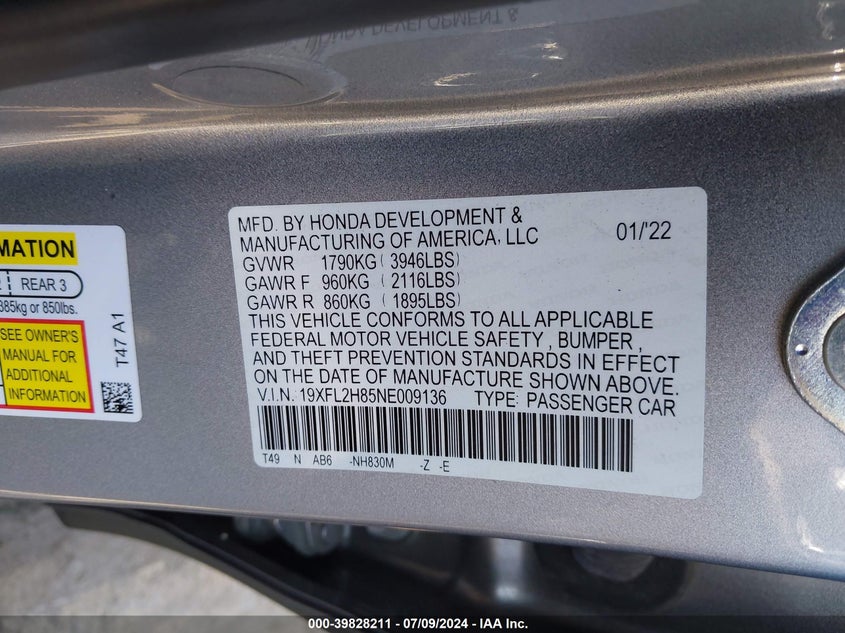 MATION
REAR 3
385kg or 850lbs.
SEE OWNER'S
MANUAL FOR
ADDITIONAL
INFORMATION
T47 A1
MFD. BY HONDA DEVELOPMENT &
MANUFACTURING OF AMERICA, LLC 01/'22
GVWR 1790KG ( 3946LBS)
GAWR F 960KG ( 2116LBS)
GAWR R 860KG ( 1895LBS)
THIS VEHICLE CONFORMS TO ALL APPLICABLE
FEDERAL MOTOR VEHICLE SAFETY , BUMPER ,
AND THEFT PREVENTION STANDARDS IN EFFECT
ON THE DATE OF MANUFACTURE SHOWN ABOVE.
V.I.N. 19XFL2H85NE009136 TYPE: PASSENGER CAR
T49 N AB6 -NH830M -Z -E
000-39828211 - 07/09/2024 - IAA Inc.